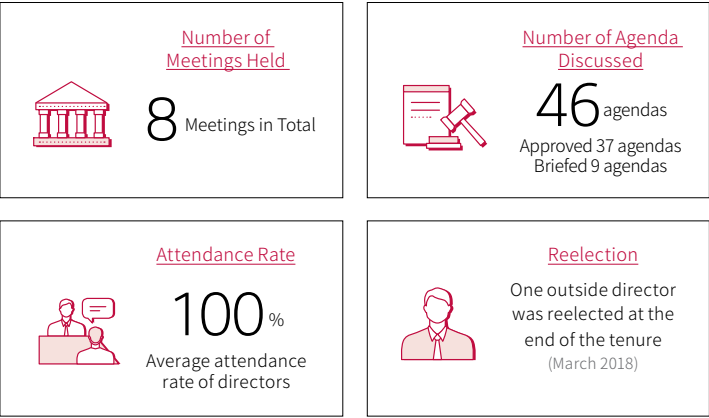 Number of
Meetings Held
8 Meetings in Total
Number of Agenda
Discussed
46 agendas
Approved 37 agendas
Briefed 9 agendas
Attendance Rate
100 %
Average attendance
rate of directors
Reelection
One outside director
was reelected at the
end of the tenure
(March 2018)